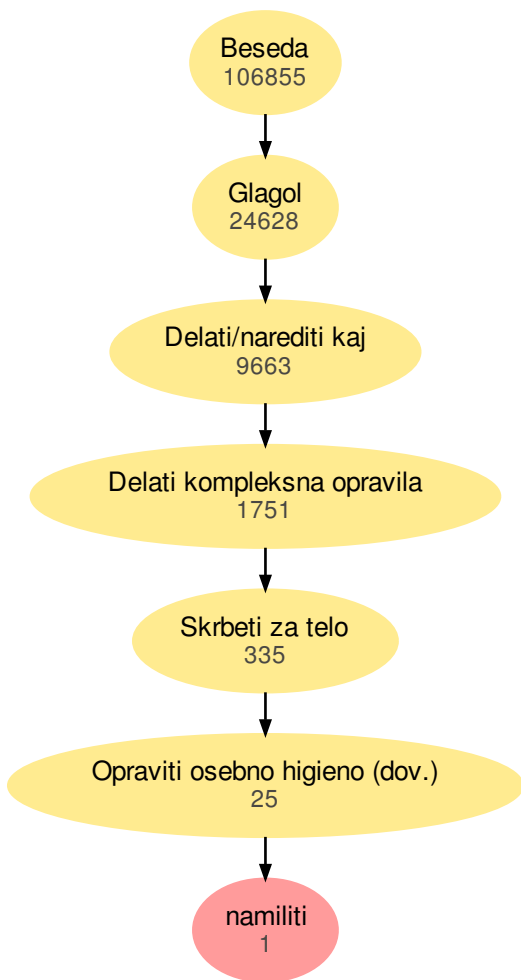 Beseda
106855
Glagol
24628
Delati/narediti kaj
9663
Delati kompleksna opravila
1751
Skrbeti za telo
335
Opraviti osebno higieno (dov.)
25
namiliti
1